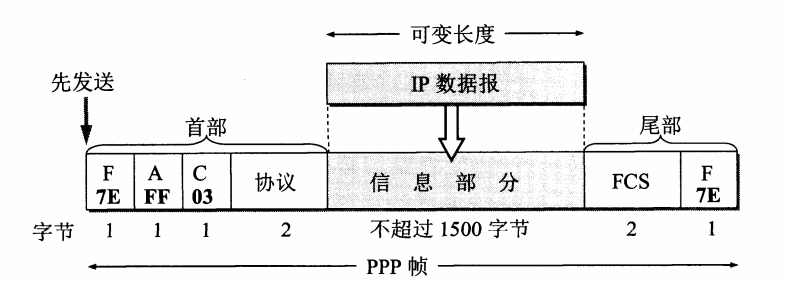 可变长度
先发送
IP 数据报
首部
尾部
F A C 协议 信息部分 FCS F
7E FF 03 7E
字节 1 1 1 2 不超过 1500 字节 2 1
PPP 帧